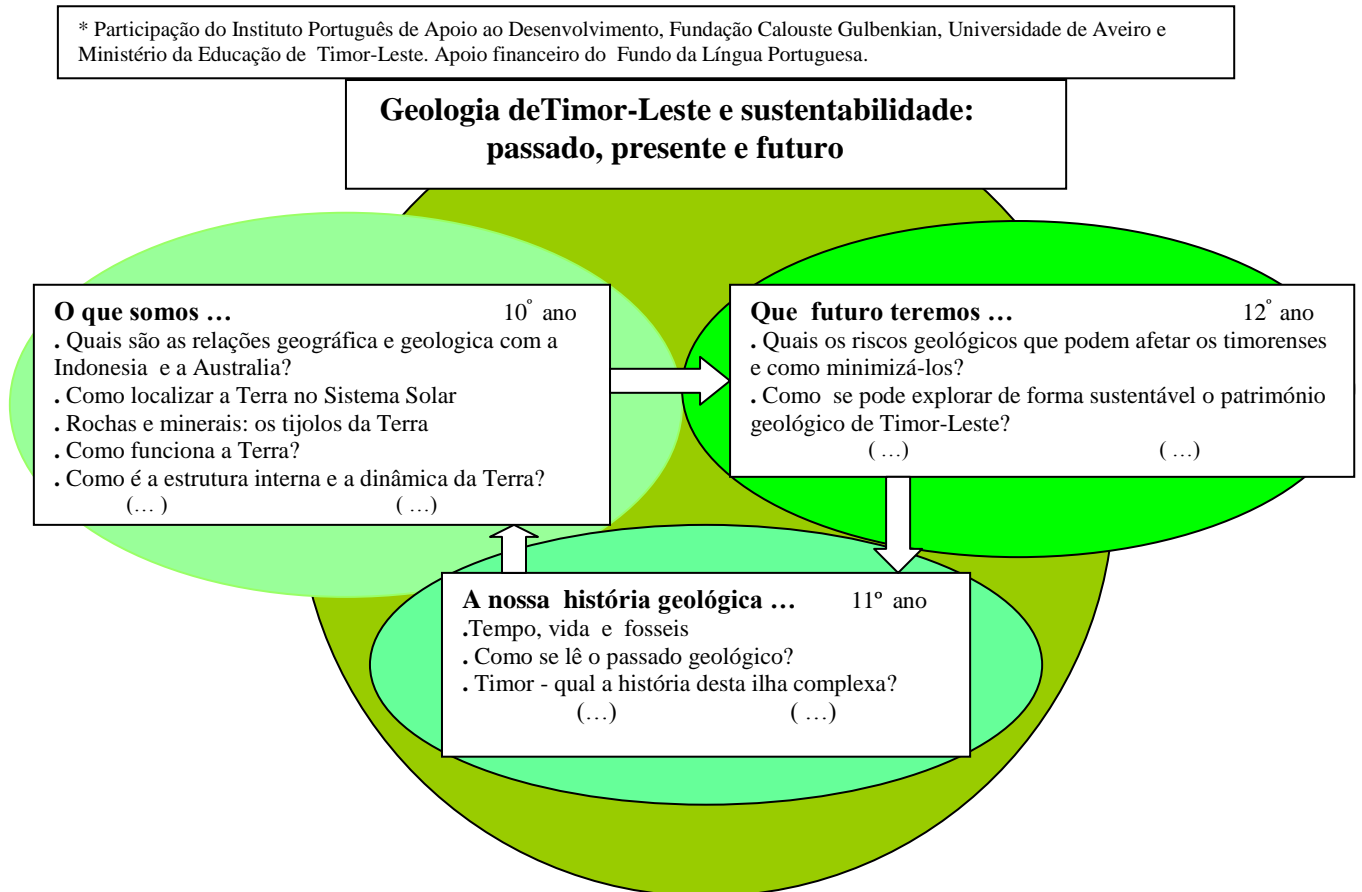 * Participação do Instituto Português de Apoio ao Desenvolvimento, Fundação Calouste Gulbenkian, Universidade de Aveiro e
Ministério da Educação de Timor-Leste. Apoio financeiro do Fundo da Língua Portuguesa.
Geologia deTimor-Leste e sustentabilidade:
passado, presente e futuro
O que somos … 10º ano
. Quais são as relações geográfica e geologica com a
Indonesia e a Australia?
. Como localizar a Terra no Sistema Solar
. Rochas e minerais: os tijolos da Terra
. Como funciona a Terra?
. Como é a estrutura interna e a dinâmica da Terra?
(… ) ( …)
Que futuro teremos … 12º ano
. Quais os riscos geológicos que podem afetar os timorenses
e como minimizá-los?
. Como se pode explorar de forma sustentável o património
geológico de Timor-Leste?
( …) ( …)
A nossa história geológica … 11º ano
.Tempo, vida e fosseis
. Como se lê o passado geológico?
. Timor - qual a história desta ilha complexa?
(…) ( …)